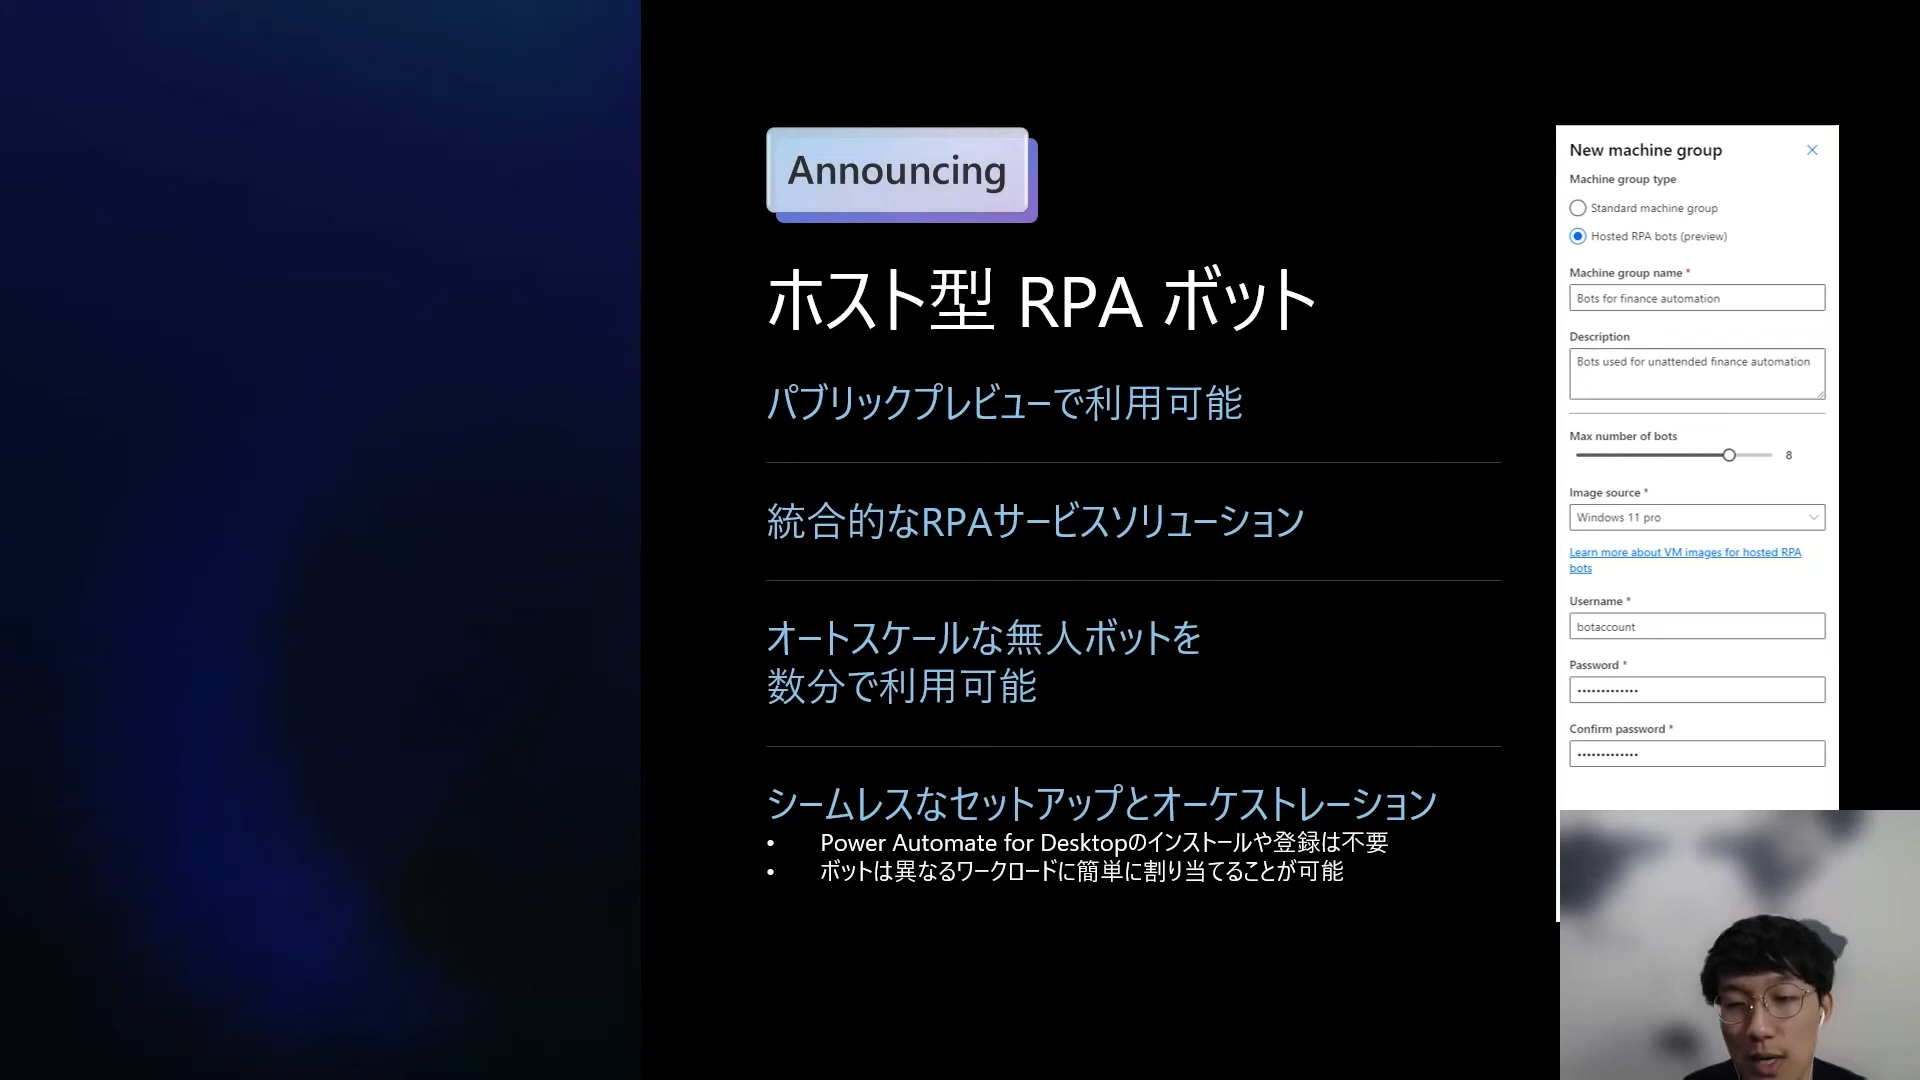 Announcing
ホスト型 RPA ボット
パブリックプレビューで利用可能
統合的なRPAサービスソリューション
オートスケールな無人ボットを
数分で利用可能
シームレスなセットアップとオーケストレーション
• Power Automate for Desktopのインストールや登録は不要
• ボットは異なるワークロードに簡単に割り当てることが可能
New machine group
Machine group type
Standard machine group
Hosted RPA bots (preview)
Machine group name *
Bots for finance automation
Description
Bots used for unattended finance automation
Max number of bots
8
Image source *
Windows 11 pro
Learn more about VM images for hosted RPA
bots
Username *
botaccount
Password *
•••••••••••••
Confirm password *
•••••••••••••